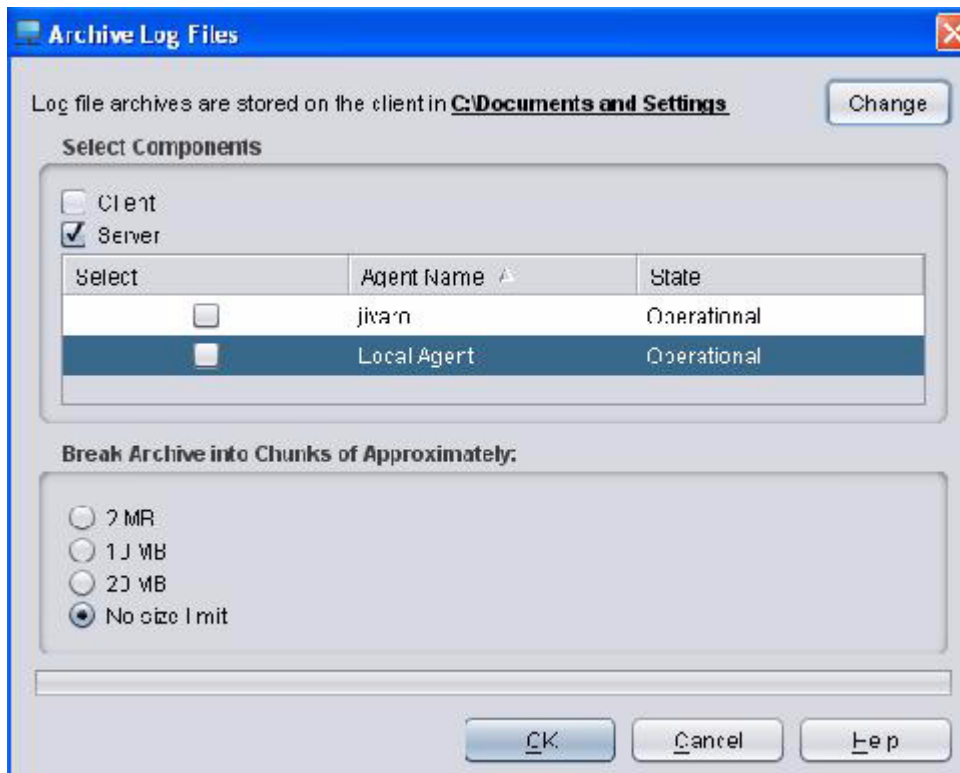 Archive Log Files
Log file archives are stored on the client in C:\Documents and Settings
Change
Select Components
Client
Server
Select Agent Name State
jivaro Operational
Local Agent Operational
Break Archive into Chunks of Approximately:
2 MB
10 MB
20 MB
No size limit
OK Cancel Help